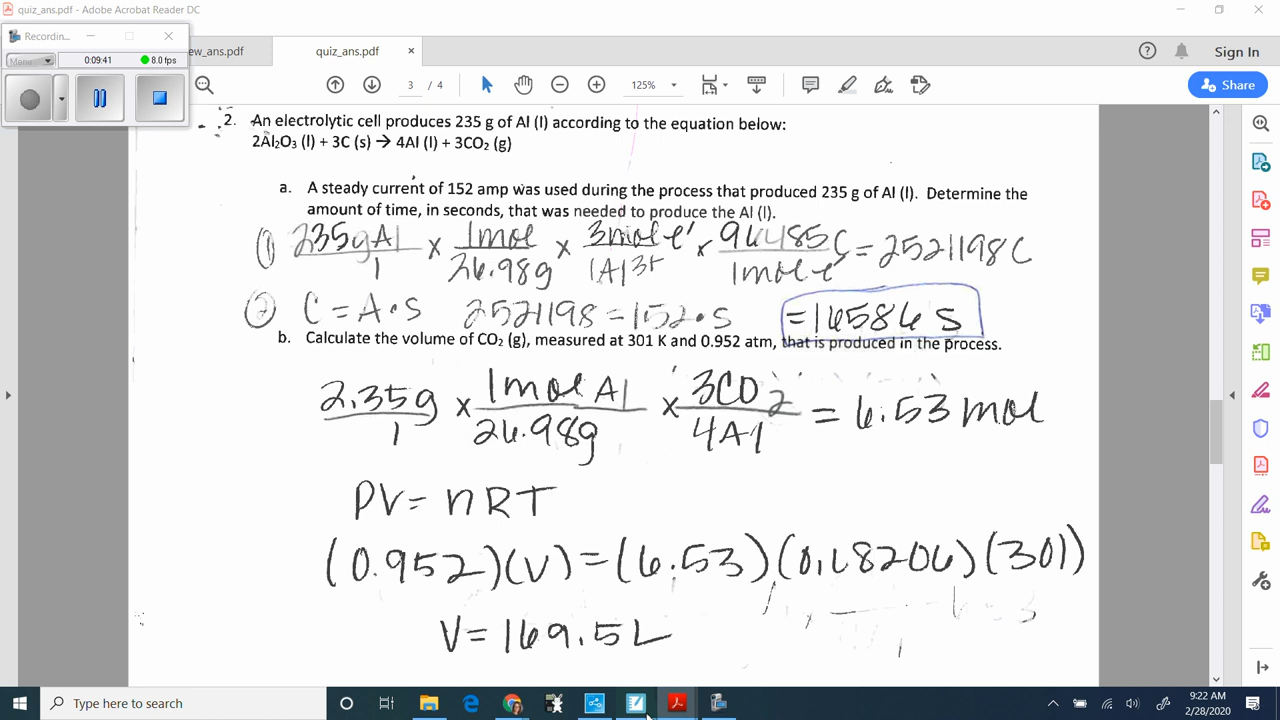 quiz_ans.pdf - Adobe Acrobat Reader DC
Recordin...
Menu
00:09:41
8.0 fps
ew_ans.pdf
quiz_ans.pdf
Sign In
3 / 4
125%
Share
2. An electrolytic cell produces 235 g of Al (l) according to the equation below:
2Al₂O₃ (l) + 3C (s) → 4Al (l) + 3CO₂ (g)
a. A steady current of 152 amp was used during the process that produced 235 g of Al (l). Determine the
amount of time, in seconds, that was needed to produce the Al (l).
① 235g Al / 1 × 1mol / 26.98g × 3mol e⁻ / 1Al³⁺ × 96485C / 1mol e⁻ = 2521198 C
② C = A • S 2521198 = 152 • S = 16586 s
b. Calculate the volume of CO₂ (g), measured at 301 K and 0.952 atm, that is produced in the process.
2.35g / 1 × 1mol Al / 26.98g × 3CO₂ / 4Al = 6.53 mol
PV = nRT
(0.952)(V) = (6.53)(0.08206)(301)
V = 169.5 L
Type here to search
9:22 AM
2/28/2020